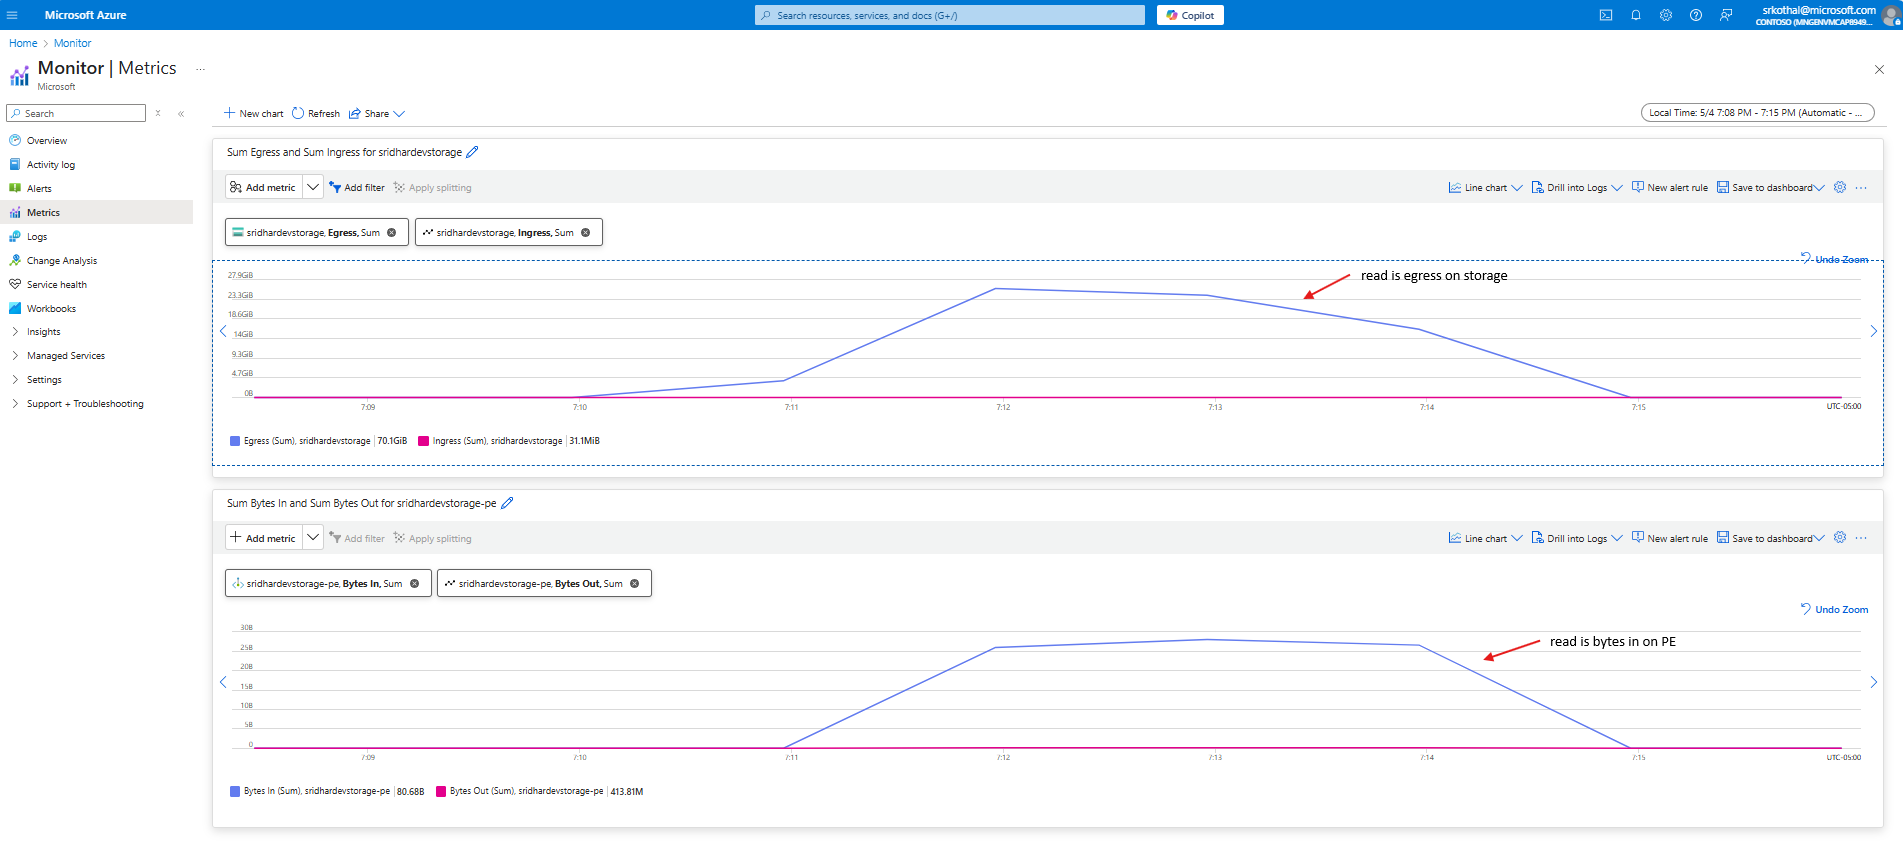 Microsoft Azure
Search resources, services, and docs (G+/)
Copilot
srkothal@microsoft.com
CONTOSO (MNGENVMCAP8949...
Home > Monitor
Monitor | Metrics ...
Microsoft
Search
Overview
Activity log
Alerts
Metrics
Logs
Change Analysis
Service health
Workbooks
Insights
Managed Services
Settings
Support + Troubleshooting
New chart Refresh Share
Local Time: 5/4 7:08 PM - 7:15 PM (Automatic - ...
Sum Egress and Sum Ingress for sridhardevstorage
Add metric Add filter Apply splitting
Line chart Drill into Logs New alert rule Save to dashboard ...
sridhardevstorage, Egress, Sum
sridhardevstorage, Ingress, Sum
Undo Zoom
read is egress on storage
27.9GiB
23.3GiB
18.6GiB
14GiB
9.3GiB
4.7GiB
0B
7:09 7:10 7:11 7:12 7:13 7:14 7:15 UTC-05:00
Egress (Sum), sridhardevstorage | 70.1GiB
Ingress (Sum), sridhardevstorage | 31.1MiB
Sum Bytes In and Sum Bytes Out for sridhardevstorage-pe
Add metric Add filter Apply splitting
Line chart Drill into Logs New alert rule Save to dashboard ...
sridhardevstorage-pe, Bytes In, Sum
sridhardevstorage-pe, Bytes Out, Sum
Undo Zoom
read is bytes in on PE
30B
25B
20B
15B
10B
5B
0
7:09 7:10 7:11 7:12 7:13 7:14 7:15 UTC-05:00
Bytes In (Sum), sridhardevstorage-pe | 80.68B
Bytes Out (Sum), sridhardevstorage-pe | 413.81M